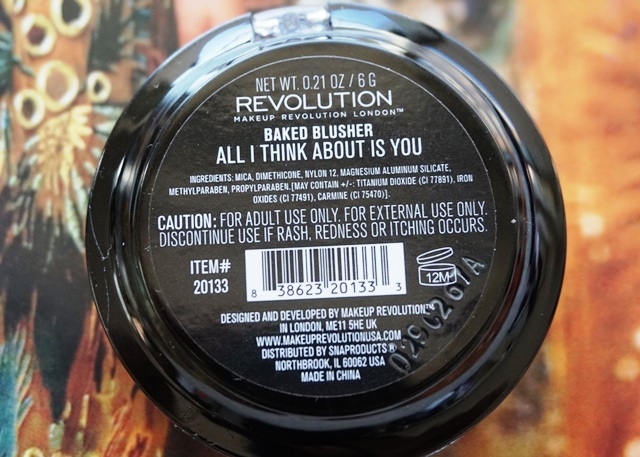 NET WT. 0.21 OZ / 6 G
REVOLUTION
MAKEUP REVOLUTION LONDON™
BAKED BLUSHER
ALL I THINK ABOUT IS YOU
INGREDIENTS: MICA, DIMETHICONE, NYLON 12, MAGNESIUM ALUMINUM SILICATE,
METHYLPARABEN, PROPYLPARABEN.[MAY CONTAIN +/-: TITANIUM DIOXIDE (CI 77891), IRON
OXIDES (CI 77491), CARMINE (CI 75470)].
CAUTION: FOR ADULT USE ONLY. FOR EXTERNAL USE ONLY.
DISCONTINUE USE IF RASH, REDNESS OR ITCHING OCCURS.
ITEM#
20133
8 38623 20133 3
12M
DESIGNED AND DEVELOPED BY MAKEUP REVOLUTION™
IN LONDON, ME11 5HE UK
WWW.MAKEUPREVOLUTIONUSA.COM
DISTRIBUTED BY SNAPRODUCTS
NORTHBROOK, IL 60062 USA
MADE IN CHINA